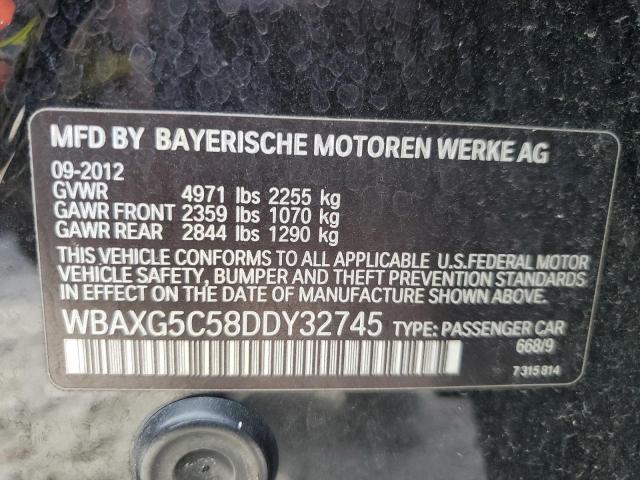 MFD BY BAYERISCHE MOTOREN WERKE AG
09-2012
GVWR 4971 lbs 2255 kg
GAWR FRONT 2359 lbs 1070 kg
GAWR REAR 2844 lbs 1290 kg
THIS VEHICLE CONFORMS TO ALL APPLICABLE U.S.FEDERAL MOTOR
VEHICLE SAFETY, BUMPER AND THEFT PREVENTION STANDARDS
IN EFFECT ON THE DATE OF MANUFACTURE SHOWN ABOVE.
WBAXG5C58DDY32745 TYPE: PASSENGER CAR
668/9
7 315 814